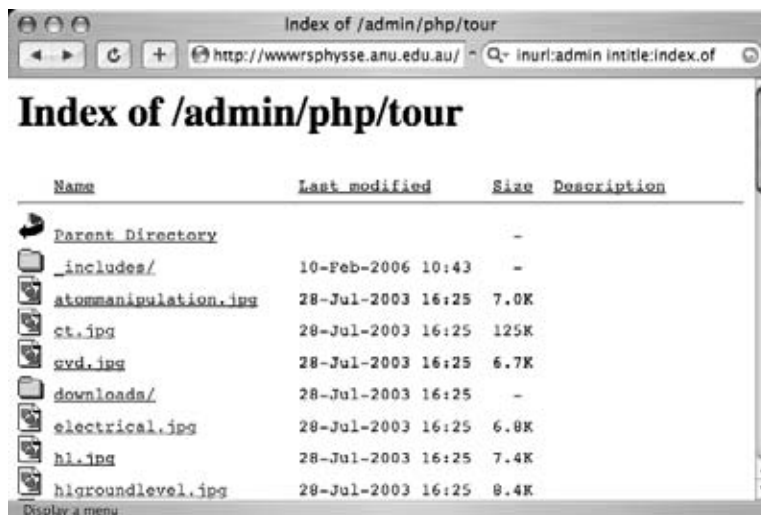 Index of /admin/php/tour
http://wwwrsphysse.anu.edu.au/ inurl:admin intitle:index.of
Index of /admin/php/tour
Name Last modified Size Description
Parent Directory -
_includes/ 10-Feb-2006 10:43 -
atommanipulation.jpg 28-Jul-2003 16:25 7.0K
ct.jpg 28-Jul-2003 16:25 125K
cvd.jpg 28-Jul-2003 16:25 6.7K
downloads/ 28-Jul-2003 16:25 -
electrical.jpg 28-Jul-2003 16:25 6.8K
hl.jpg 28-Jul-2003 16:25 7.4K
hlgroundlevel.jpg 28-Jul-2003 16:25 8.4K
Display a menu